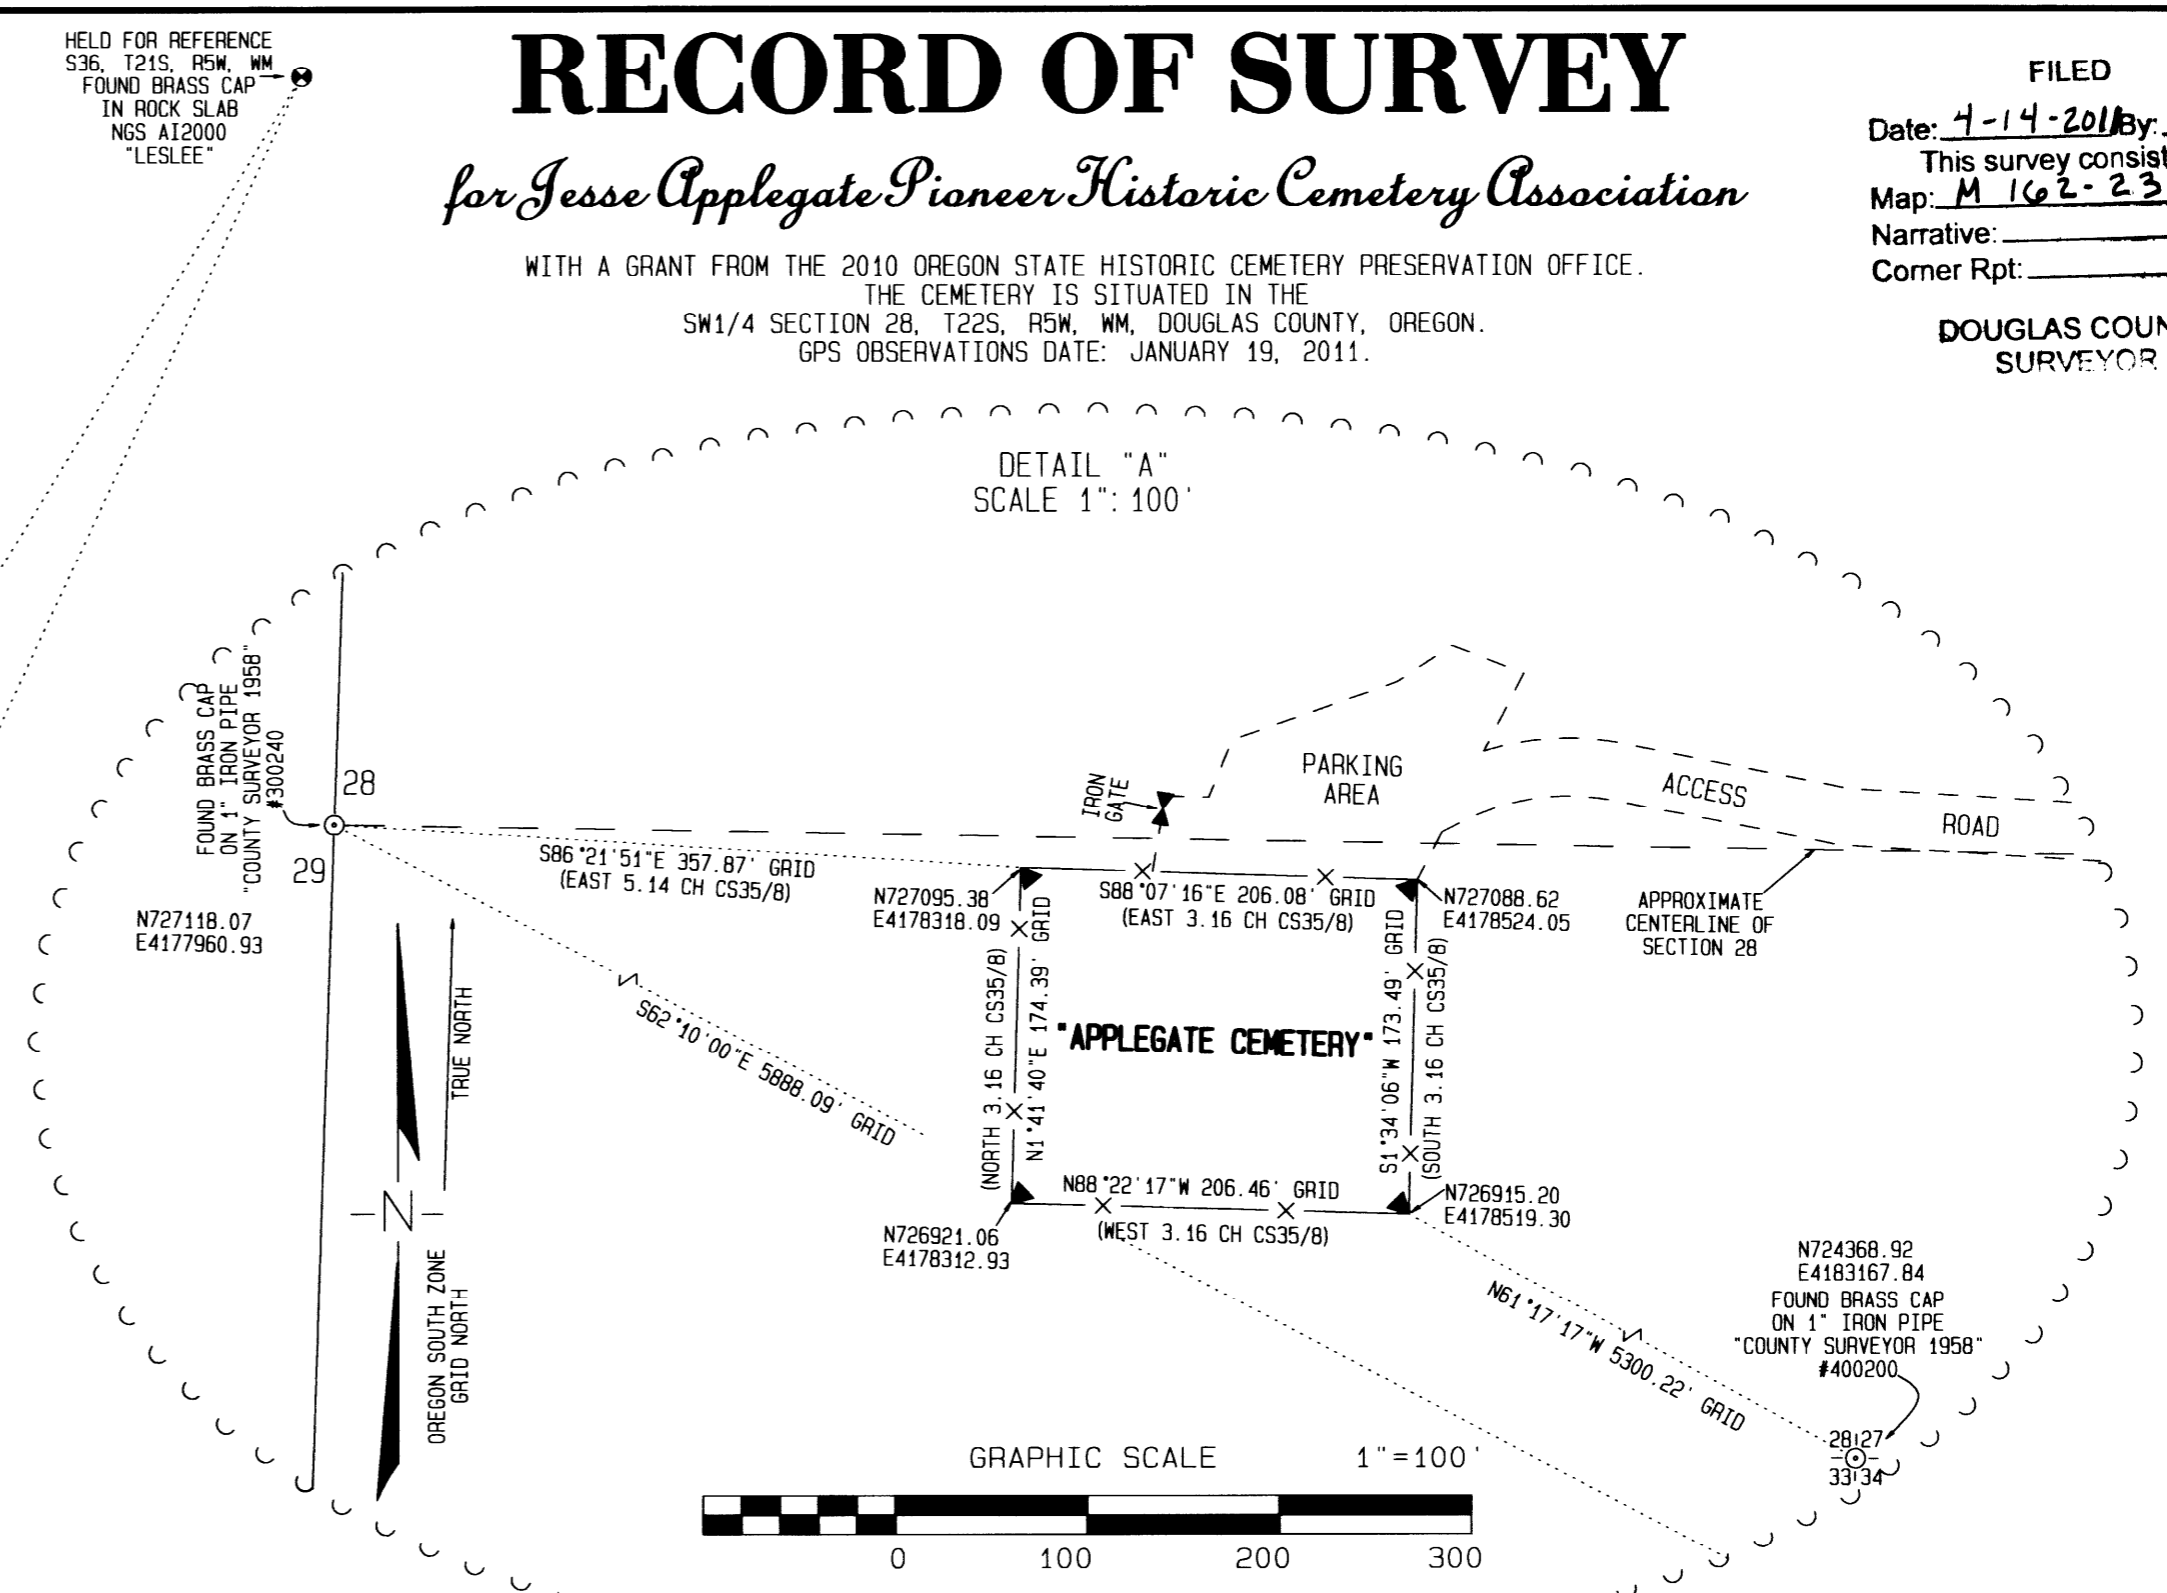 HELD FOR REFERENCE
S36, T21S, R5W, WM
FOUND BRASS CAP
IN ROCK SLAB
NGS AI2000
"LESLEE"
RECORD OF SURVEY
for Jesse Applegate Pioneer Historic Cemetery Association
WITH A GRANT FROM THE 2010 OREGON STATE HISTORIC CEMETERY PRESERVATION OFFICE.
THE CEMETERY IS SITUATED IN THE
SW1/4 SECTION 28, T22S, R5W, WM, DOUGLAS COUNTY, OREGON.
GPS OBSERVATIONS DATE: JANUARY 19, 2011.
FILED
Date: 4-14-2011 By:
This survey consist
Map: M 162-23
Narrative:
Corner Rpt:
DOUGLAS COUN
SURVEYOR
DETAIL "A"
SCALE 1": 100'
FOUND BRASS CAP
ON 1" IRON PIPE
"COUNTY SURVEYOR 1958"
#300240
28
29
N727118.07
E4177960.93
S86°21'51"E 357.87' GRID
(EAST 5.14 CH CS35/8)
S62°10'00"E 5888.09' GRID
IRON
GATE
PARKING
AREA
ACCESS
ROAD
N727095.38
E4178318.09
S88°07'16"E 206.08' GRID
(EAST 3.16 CH CS35/8)
N727088.62
E4178524.05
APPROXIMATE
CENTERLINE OF
SECTION 28
(NORTH 3.16 CH CS35/8)
N1°41'40"E 174.39' GRID
"APPLEGATE CEMETERY"
S1°34'06"W 173.49' GRID
(SOUTH 3.16 CH CS35/8)
N88°22'17"W 206.46' GRID
(WEST 3.16 CH CS35/8)
N726921.06
E4178312.93
N726915.20
E4178519.30
N61°17'17"W 5300.22' GRID
N724368.92
E4183167.84
FOUND BRASS CAP
ON 1" IRON PIPE
"COUNTY SURVEYOR 1958"
#400200
28 27
33 34
TRUE NORTH
N
OREGON SOUTH ZONE
GRID NORTH
GRAPHIC SCALE 1"=100'
0 100 200 300